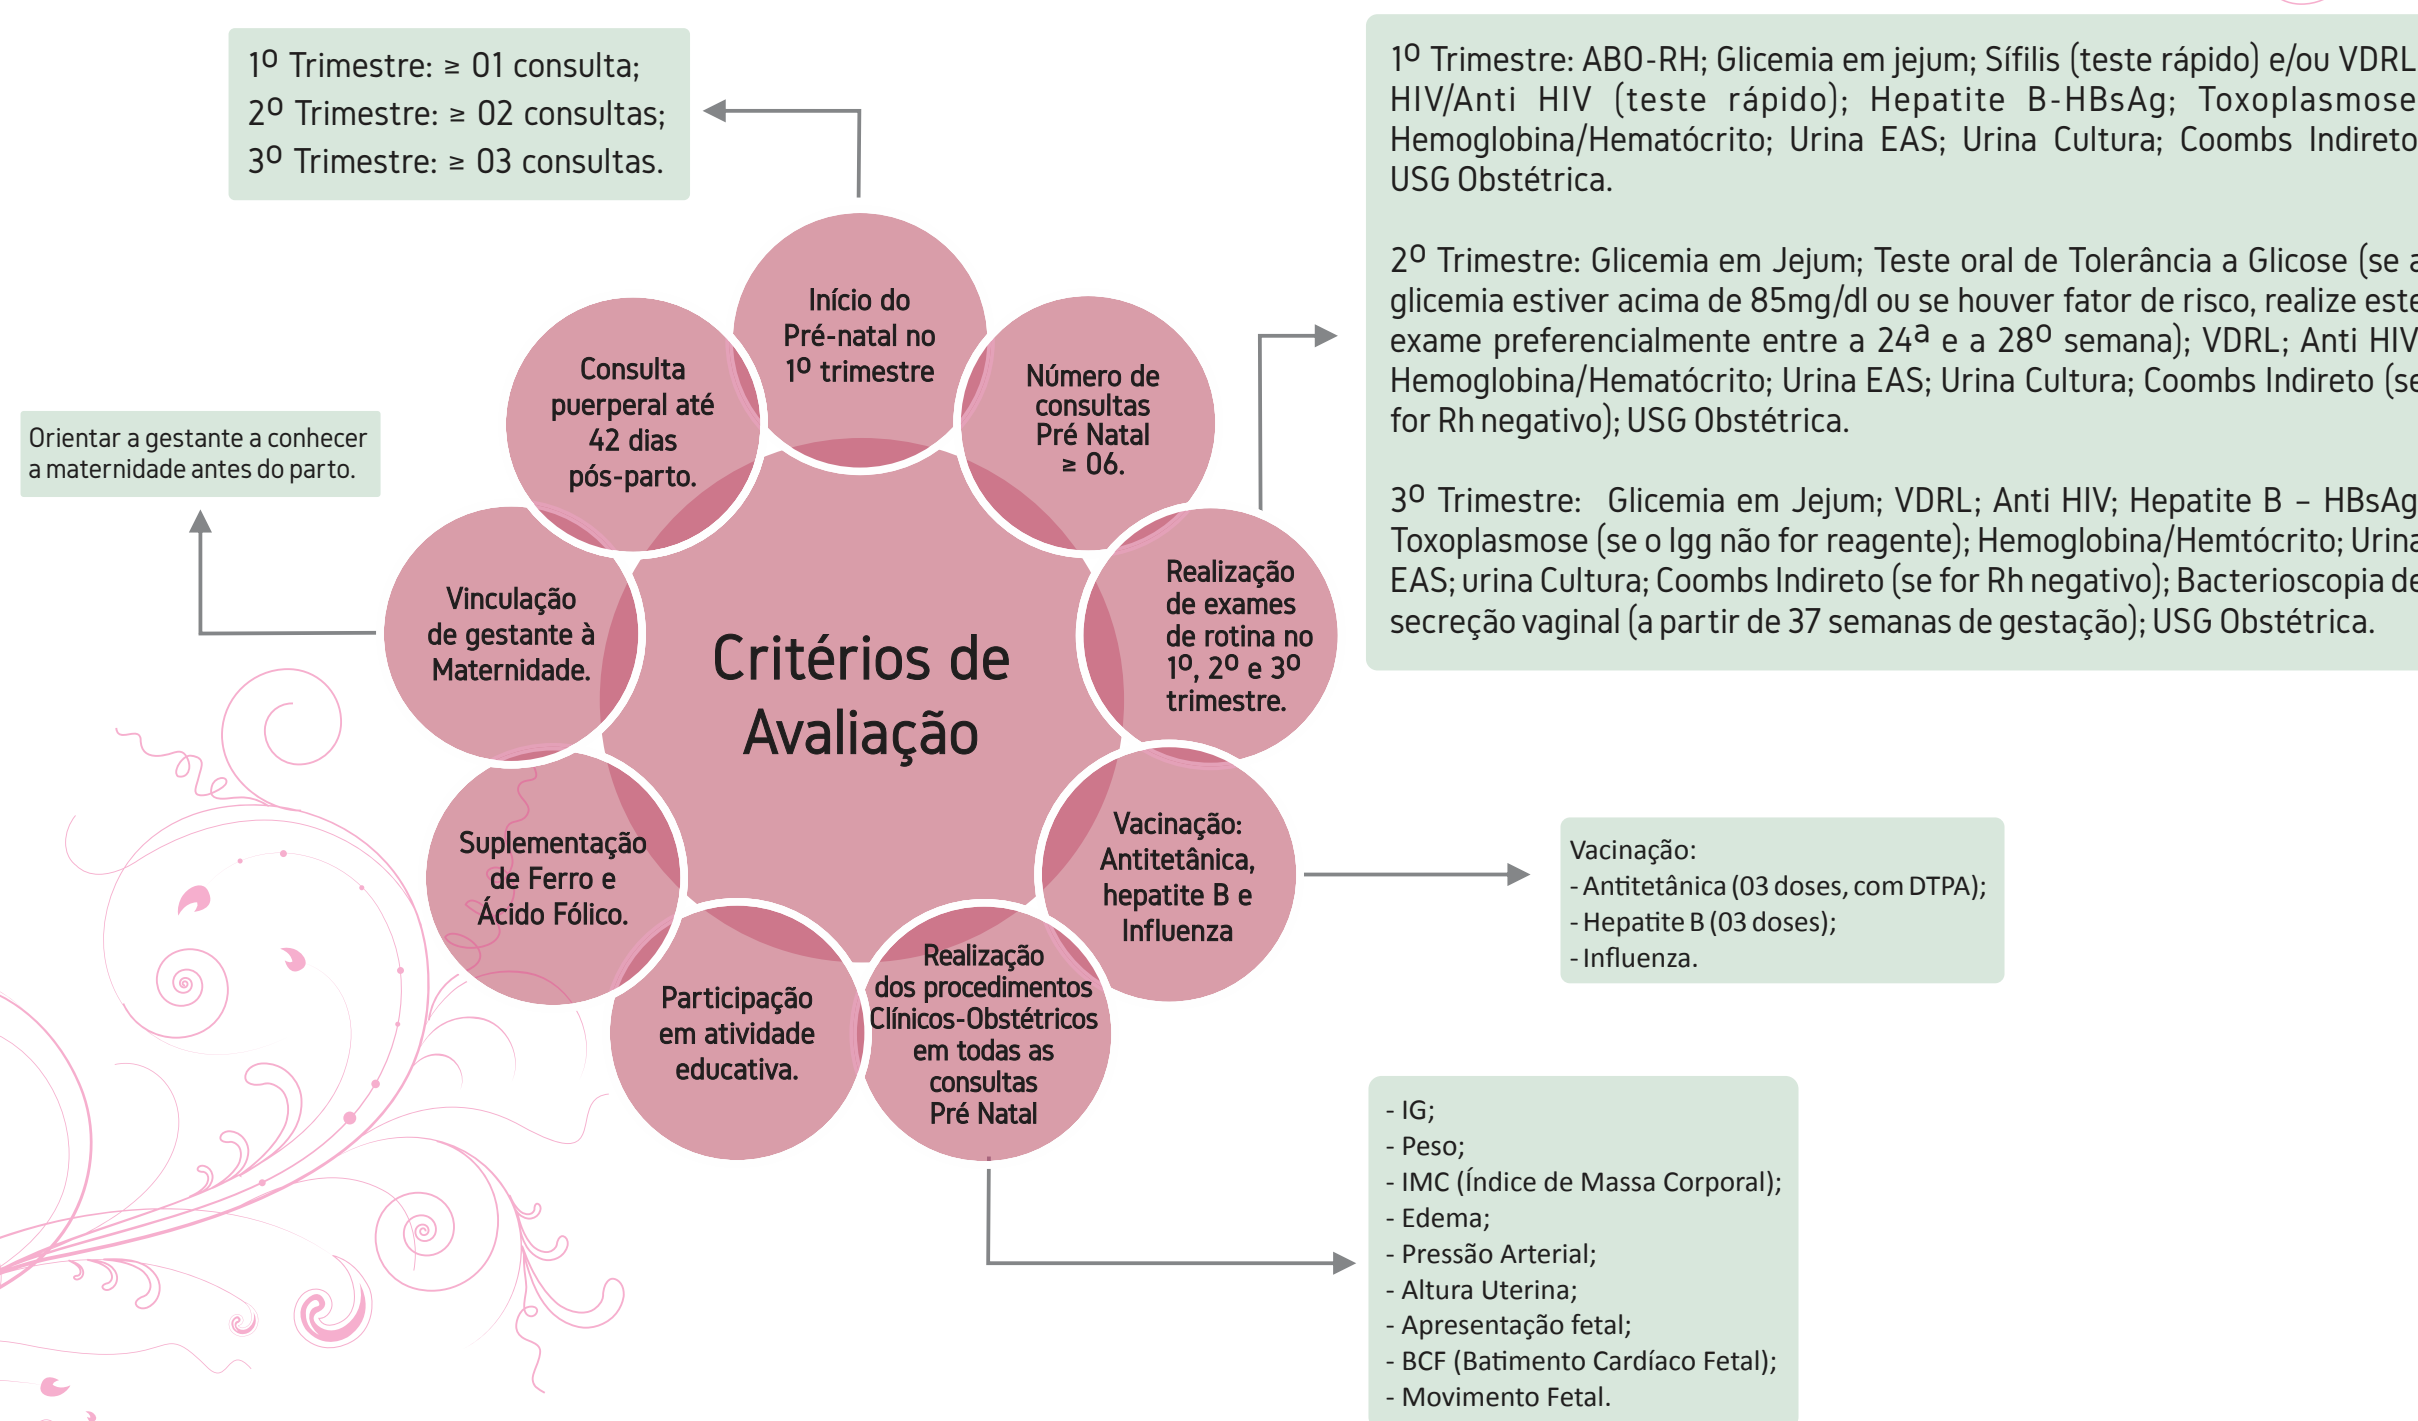 1º Trimestre: ≥ 01 consulta;
2º Trimestre: ≥ 02 consultas;
3º Trimestre: ≥ 03 consultas.
1º Trimestre: ABO-RH; Glicemia em jejum; Sífilis (teste rápido) e/ou VDRL
HIV/Anti HIV (teste rápido); Hepatite B-HBsAg; Toxoplasmose
Hemoglobina/Hematócrito; Urina EAS; Urina Cultura; Coombs Indireto
USG Obstétrica.
2º Trimestre: Glicemia em Jejum; Teste oral de Tolerância a Glicose (se a
glicemia estiver acima de 85mg/dl ou se houver fator de risco, realize este
exame preferencialmente entre a 24ª e a 28º semana); VDRL; Anti HIV
Hemoglobina/Hematócrito; Urina EAS; Urina Cultura; Coombs Indireto (se
for Rh negativo); USG Obstétrica.
3º Trimestre: Glicemia em Jejum; VDRL; Anti HIV; Hepatite B – HBsAg
Toxoplasmose (se o Igg não for reagente); Hemoglobina/Hemtócrito; Urina
EAS; urina Cultura; Coombs Indireto (se for Rh negativo); Bacterioscopia de
secreção vaginal (a partir de 37 semanas de gestação); USG Obstétrica.
Início do
Pré-natal no
1º trimestre
Número de
consultas
Pré Natal
≥ 06.
Consulta
puerperal até
42 dias
pós-parto.
Orientar a gestante a conhecer
a maternidade antes do parto.
Realização
de exames
de rotina no
1º, 2º e 3º
trimestre.
Vinculação
de gestante à
Maternidade.
Critérios de
Avaliação
Vacinação:
Antitetânica,
hepatite B e
Influenza
Vacinação:
- Antitetânica (03 doses, com DTPA);
- Hepatite B (03 doses);
- Influenza.
Suplementação
de Ferro e
Ácido Fólico.
Participação
em atividade
educativa.
Realização
dos procedimentos
Clínicos-Obstétricos
em todas as
consultas
Pré Natal
- IG;
- Peso;
- IMC (Índice de Massa Corporal);
- Edema;
- Pressão Arterial;
- Altura Uterina;
- Apresentação fetal;
- BCF (Batimento Cardíaco Fetal);
- Movimento Fetal.